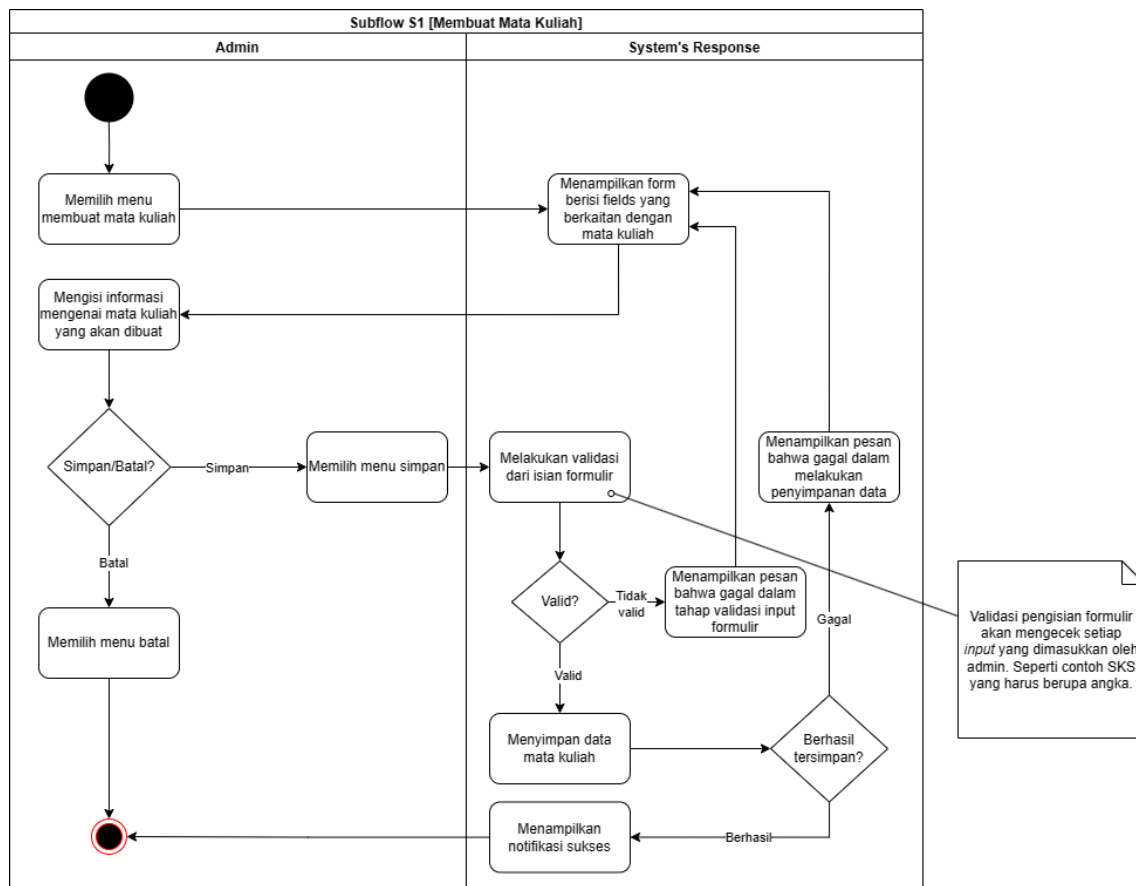 Subflow S1 [Membuat Mata Kuliah]
Admin
System's Response
Memilih menu
membuat mata kuliah
Menampilkan form
berisi fields yang
berkaitan dengan
mata kuliah
Mengisi informasi
mengenai mata kuliah
yang akan dibuat
Simpan/Batal?
Simpan
Memilih menu simpan
Melakukan validasi
dari isian formulir
Menampilkan pesan
bahwa gagal dalam
melakukan
penyimpanan data
Batal
Memilih menu batal
Valid?
Tidak
valid
Menampilkan pesan
bahwa gagal dalam
tahap validasi input
formulir
Gagal
Validasi pengisian formulir
akan mengecek setiap
input yang dimasukkan oleh
admin. Seperti contoh SKS
yang harus berupa angka.
Valid
Menyimpan data
mata kuliah
Berhasil
tersimpan?
Berhasil
Menampilkan
notifikasi sukses